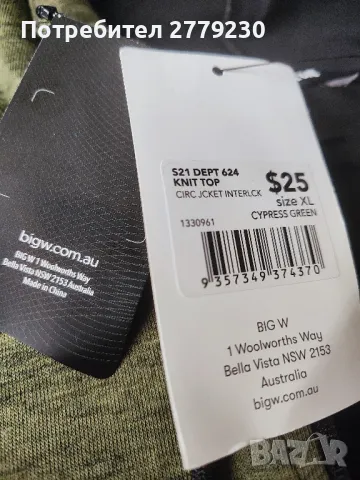 Потребител 2779230
bigw.com.au
BIG W 1 Woolworths Way
Bella Vista NSW 2153 Australia
Made in China
S21 DEPT 624
KNIT TOP
CIRC JCKET INTERLCK
$25
size XL
CYPRESS GREEN
1330961
9 357349 374370
BIG W
1 Woolworths Way
Bella Vista NSW 2153
Australia
bigw.com.au
BAZAR